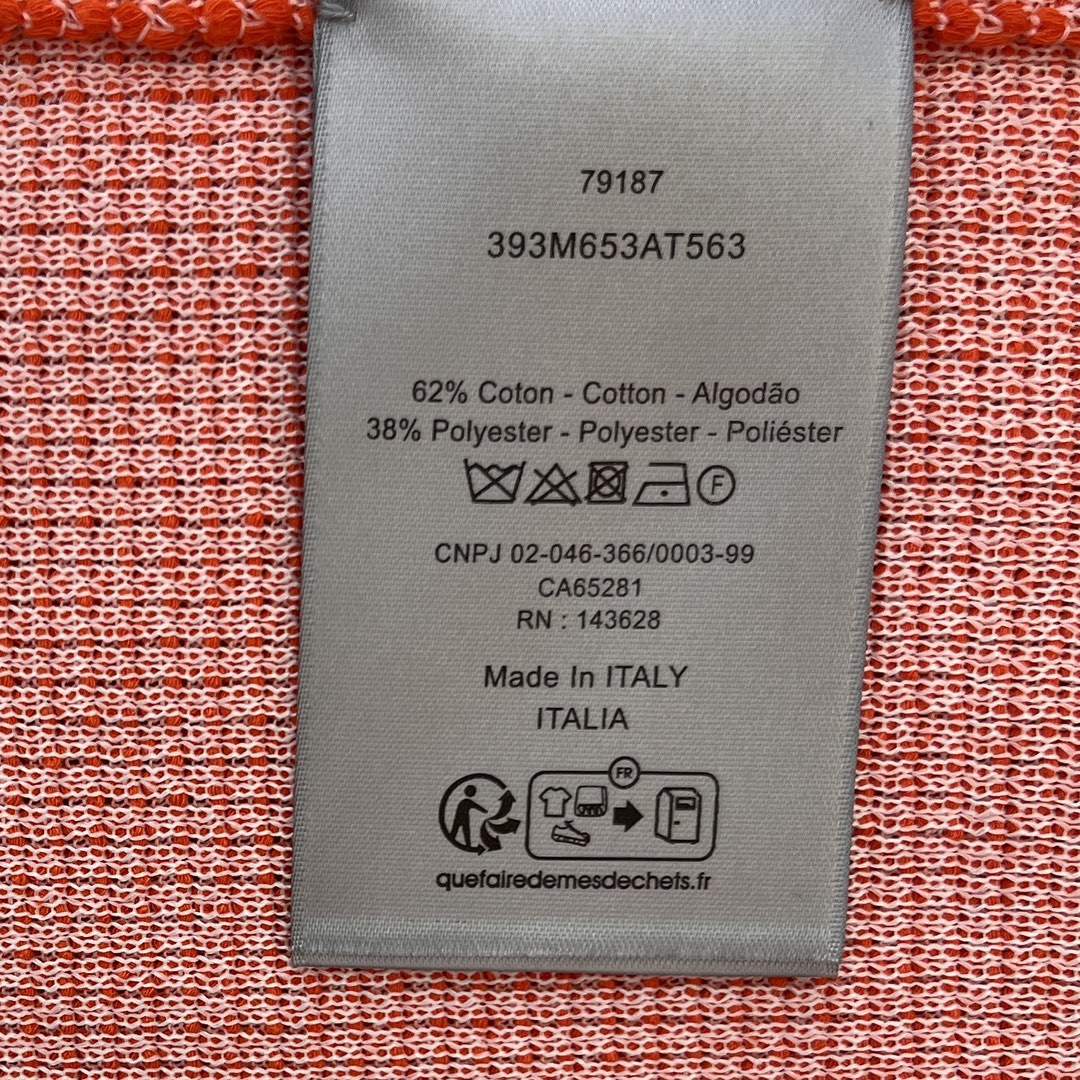 79187
393M653AT563
62% Coton - Cotton - Algodão
38% Polyester - Polyester - Poliéster
F
CNPJ 02-046-366/0003-99
CA65281
RN : 143628
Made In ITALY
ITALIA
FR
quefairedemesdechets.fr